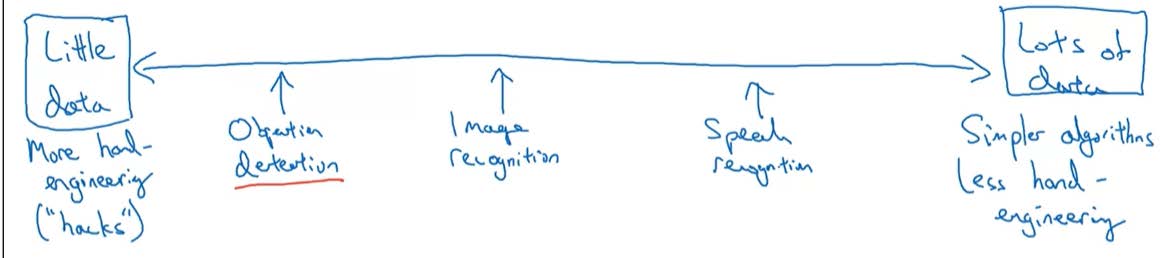 Little
data
More hand-
engineering
("hacks")
Object
detection
Image
recognition
Speech
recognition
Lots of
data
Simpler algorithms
Less hand-
engineering